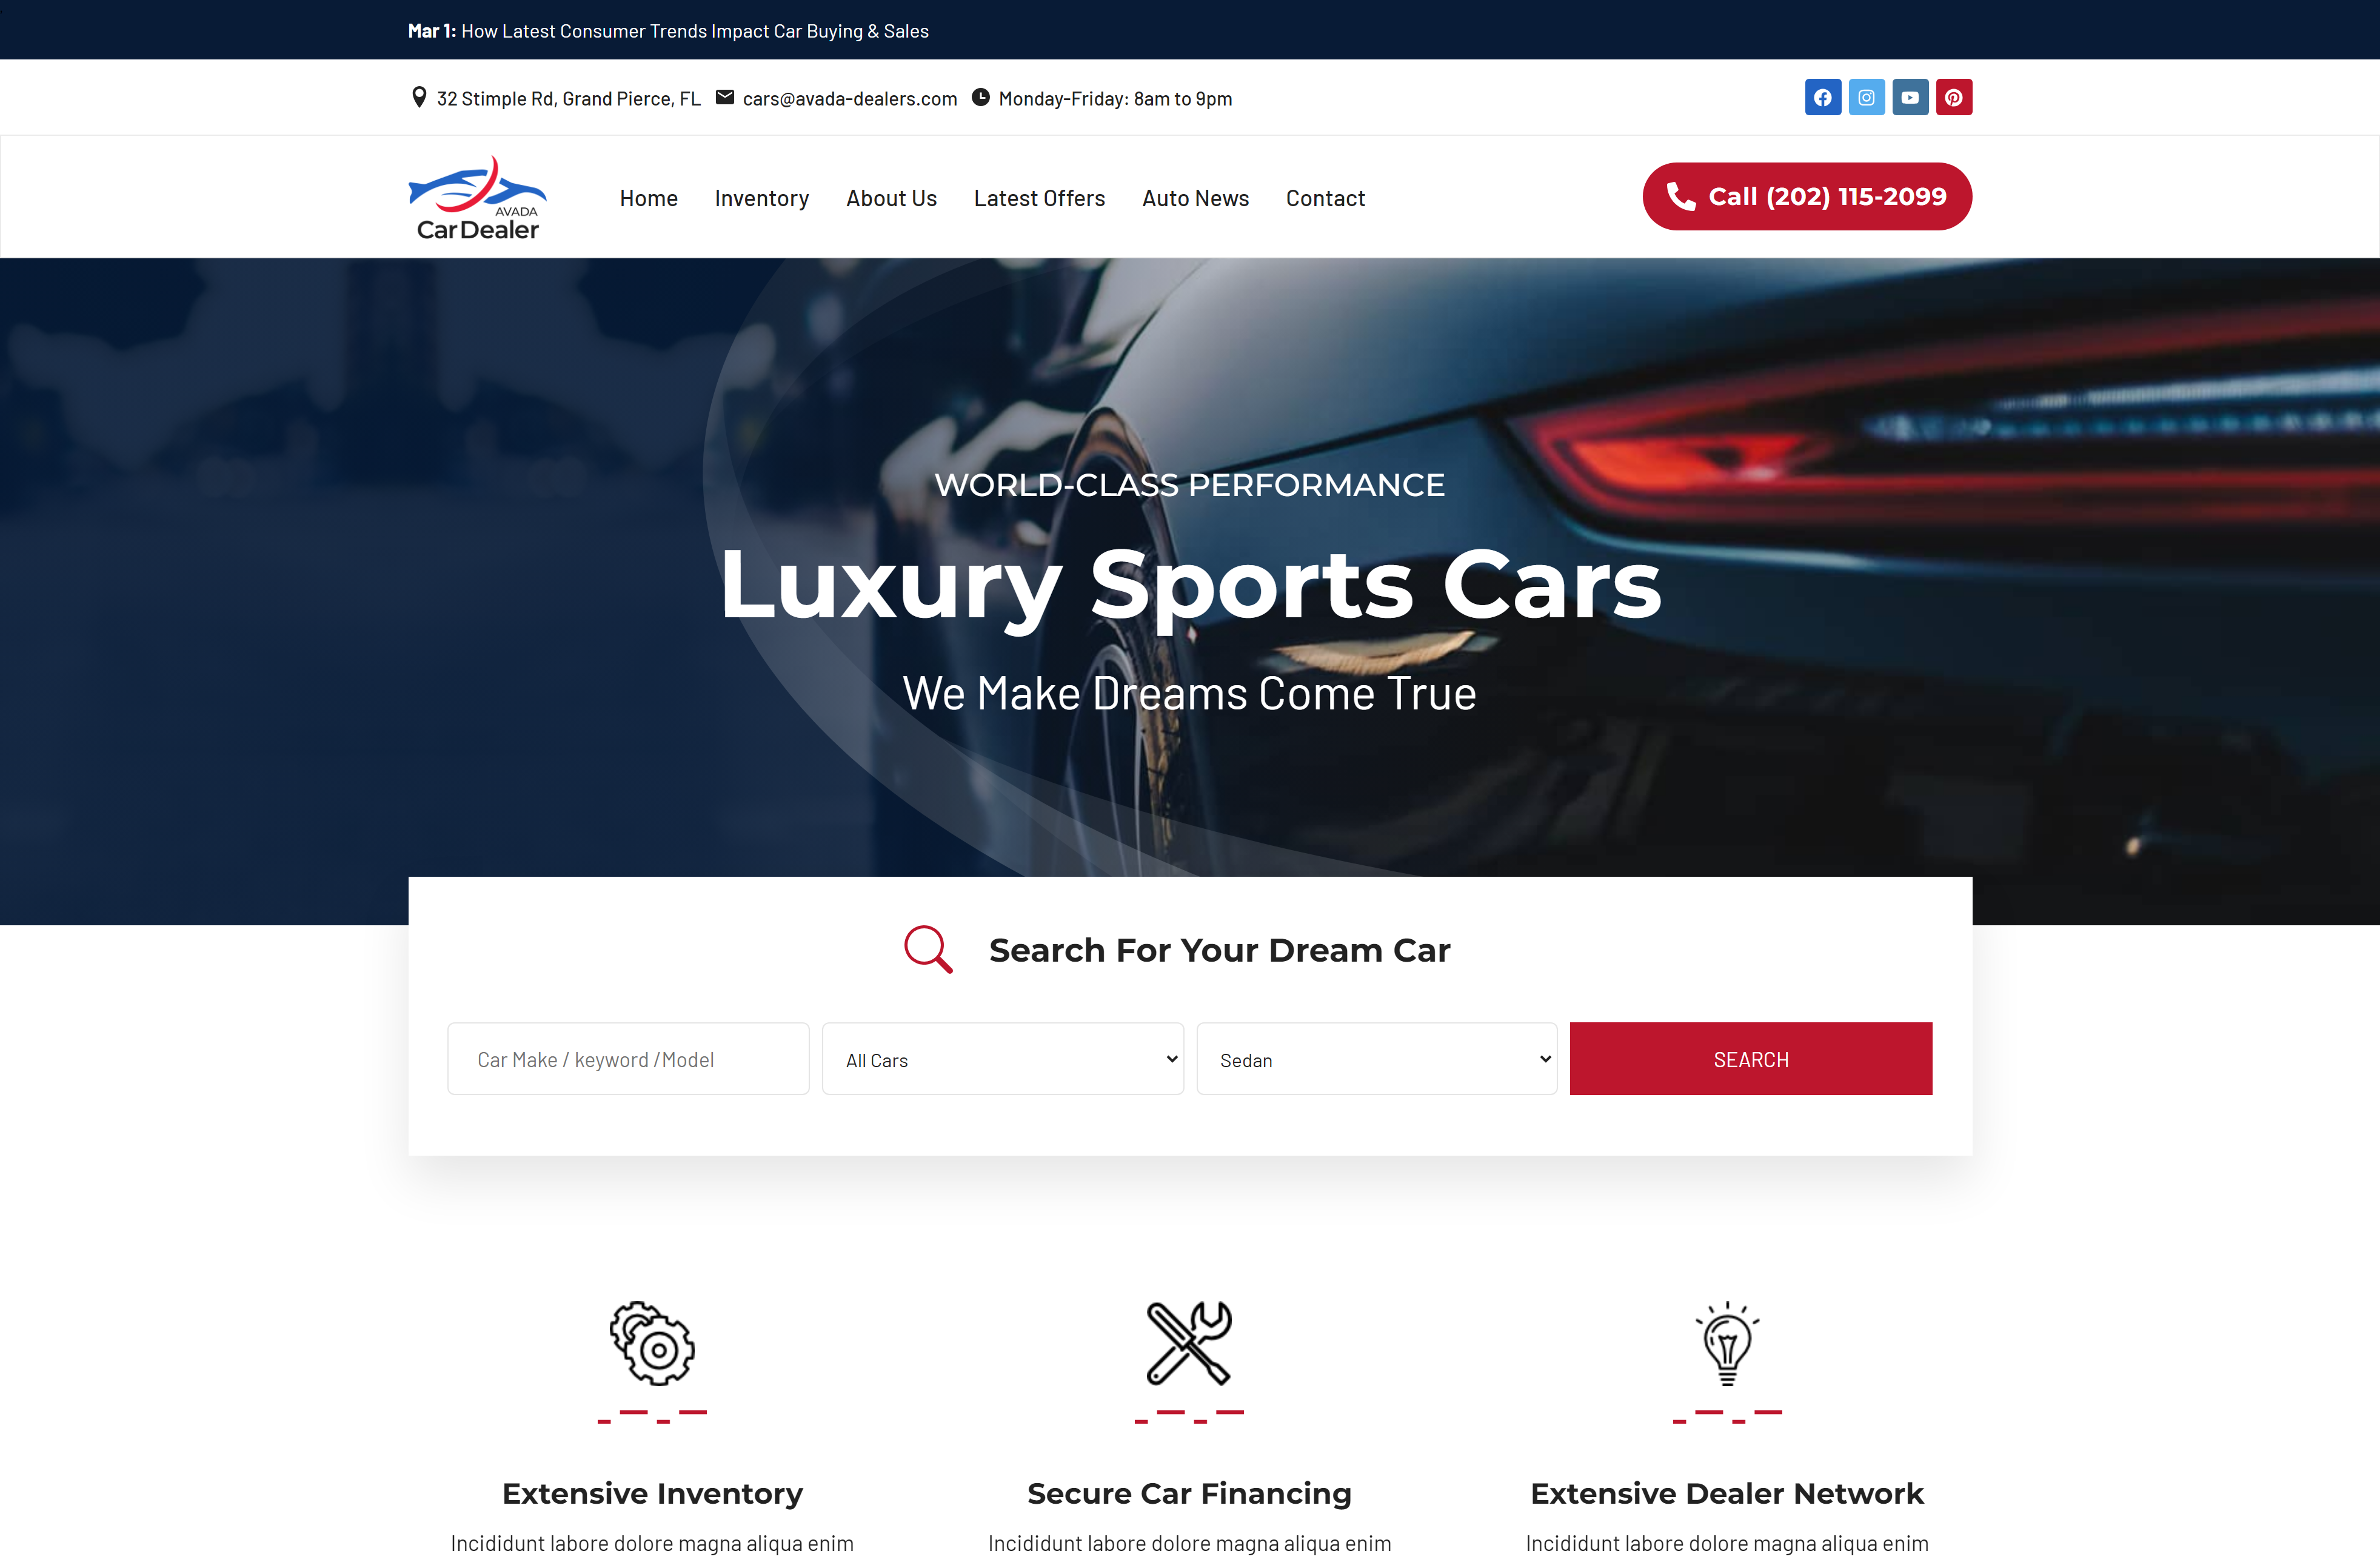 Mar 1: How Latest Consumer Trends Impact Car Buying & Sales
32 Stimple Rd, Grand Pierce, FL cars@avada-dealers.com Monday-Friday: 8am to 9pm
AVADA
Car Dealer
Home Inventory About Us Latest Offers Auto News Contact
Call (202) 115-2099
WORLD-CLASS PERFORMANCE
Luxury Sports Cars
We Make Dreams Come True
Search For Your Dream Car
Car Make / keyword /Model All Cars Sedan SEARCH
Extensive Inventory
Incididunt labore dolore magna aliqua enim
Secure Car Financing
Incididunt labore dolore magna aliqua enim
Extensive Dealer Network
Incididunt labore dolore magna aliqua enim